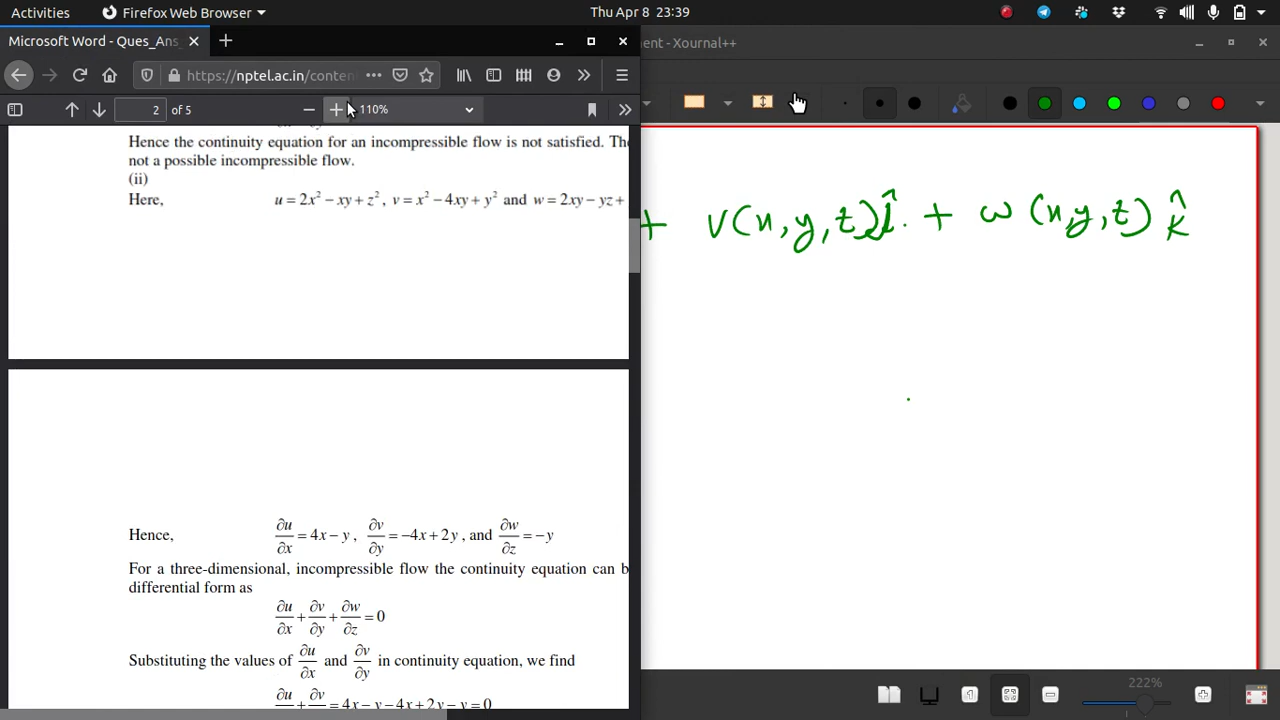 Activities Firefox Web Browser Thu Apr 8 23:39
Microsoft Word - Ques_Ans_
ment - Xournal++
https://nptel.ac.in/conten
2 of 5 110%
Hence the continuity equation for an incompressible flow is not satisfied. The
not a possible incompressible flow.
(ii)
Here, u = 2x² − xy + z², v = x² − 4xy + y² and w = 2xy − yz +
+ v(x,y,t)ĵ + w(x,y,t) k̂
Hence, ∂u/∂x = 4x − y, ∂v/∂y = −4x + 2y, and ∂w/∂z = −y
For a three-dimensional, incompressible flow the continuity equation can b
differential form as
∂u/∂x + ∂v/∂y + ∂w/∂z = 0
Substituting the values of ∂u/∂x and ∂v/∂y in continuity equation, we find
∂u + ∂v = 4x − y − 4x + 2y − y = 0
222%